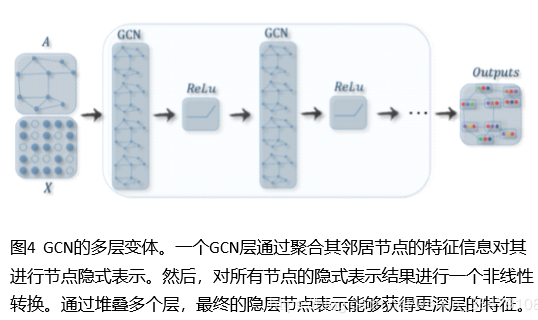 A
GCN
GCN
ReLu
ReLu
...
Outputs
X
图4 GCN的多层变体。一个GCN层通过聚合其邻居节点的特征信息对其
进行节点隐式表示。然后，对所有节点的隐式表示结果进行一个非线性
转换。通过堆叠多个层，最终的隐层节点表示能够获得更深层的特征。